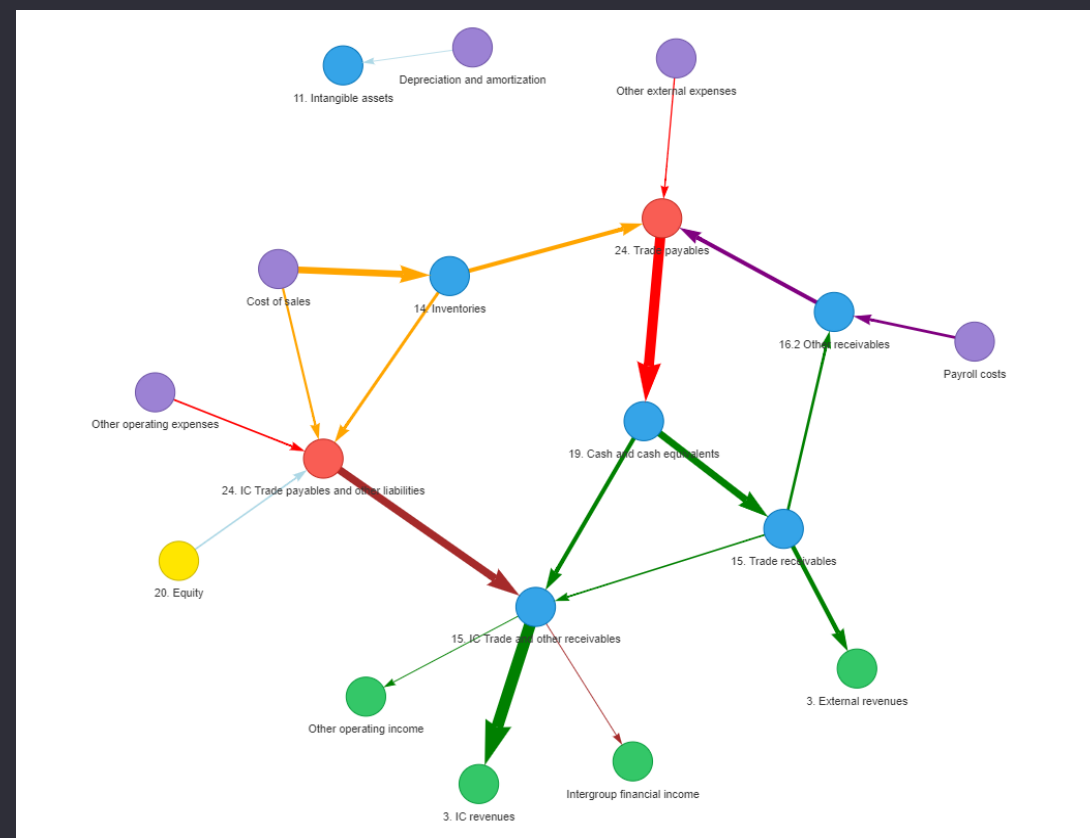 Depreciation and amortization
11. Intangible assets
Other external expenses
24. Trade payables
Cost of sales
14. Inventories
16.2 Other receivables
Payroll costs
Other operating expenses
19. Cash and cash equivalents
24. IC Trade payables and other liabilities
15. Trade receivables
20. Equity
15. IC Trade and other receivables
3. External revenues
Other operating income
Intergroup financial income
3. IC revenues